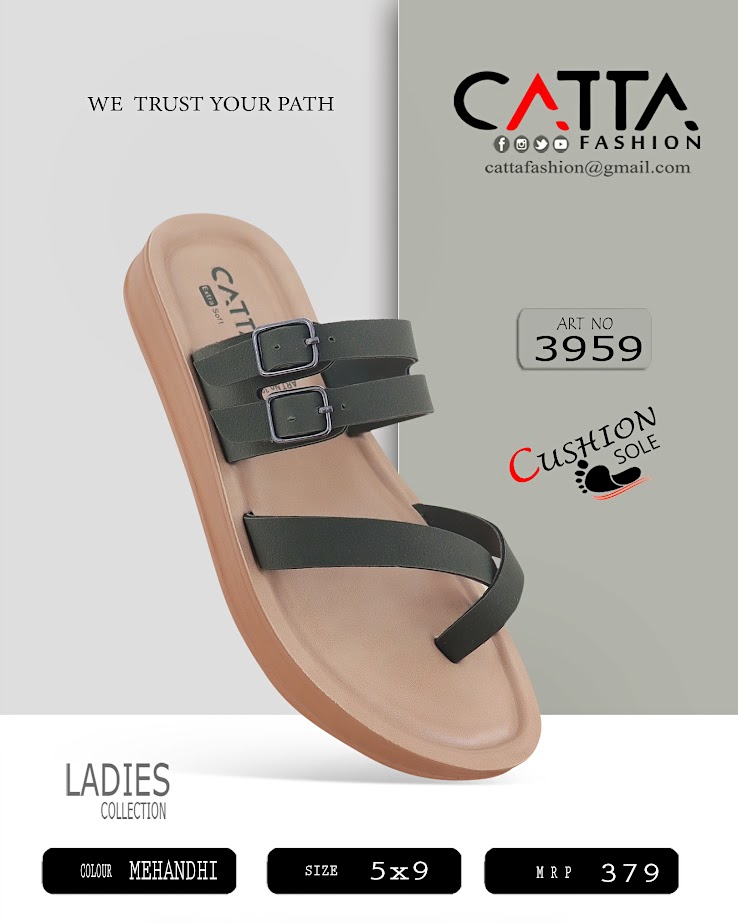 WE TRUST YOUR PATH
CATTA
FASHION
cattafashion@gmail.com
CATTA
Catta Soft
ART NO
3959
CUSHION
SOLE
LADIES
COLLECTION
COLOUR MEHANDHI
SIZE 5x9
MRP 379